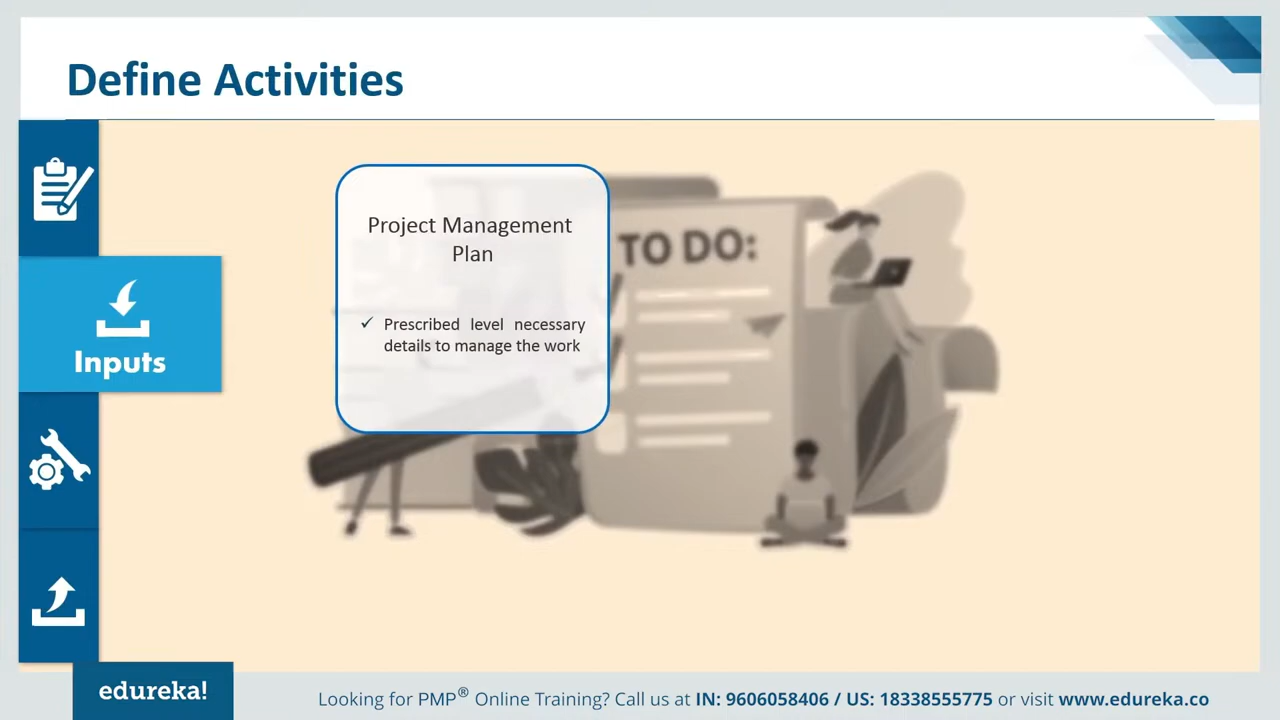 Define Activities
Inputs
Project Management
Plan
✓ Prescribed level necessary
details to manage the work
TO DO:
edureka!
Looking for PMP® Online Training? Call us at IN: 9606058406 / US: 18338555775 or visit www.edureka.co